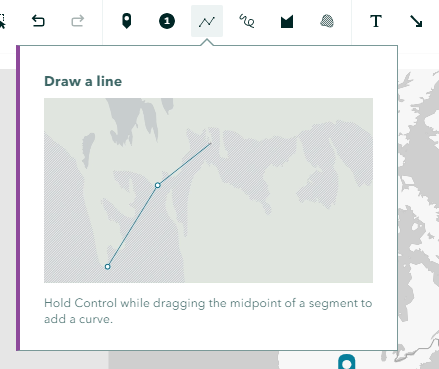 1
T
Draw a line
Hold Control while dragging the midpoint of a segment to
add a curve.